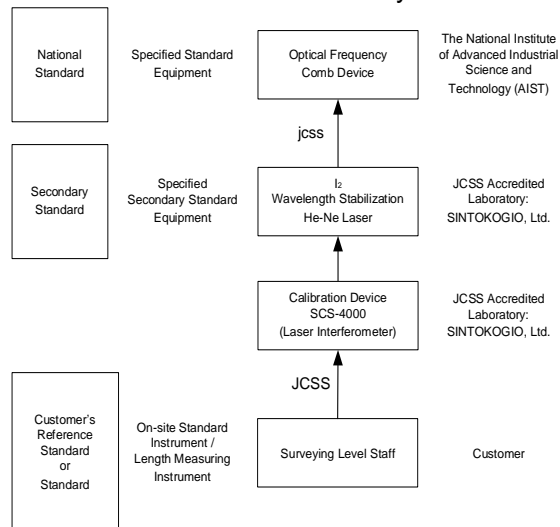 National
Standard
Specified Standard
Equipment
Optical Frequency
Comb Device
The National Institute
of Advanced Industrial
Science and
Technology (AIST)
jcss
Secondary
Standard
Specified
Secondary Standard
Equipment
I₂
Wavelength Stabilization
He-Ne Laser
JCSS Accredited
Laboratory:
SINTOKOGIO, Ltd.
Calibration Device
SCS-4000
(Laser Interferometer)
JCSS Accredited
Laboratory:
SINTOKOGIO, Ltd.
JCSS
Customer's
Reference
Standard
or
Standard
On-site Standard
Instrument /
Length Measuring
Instrument
Surveying Level Staff
Customer